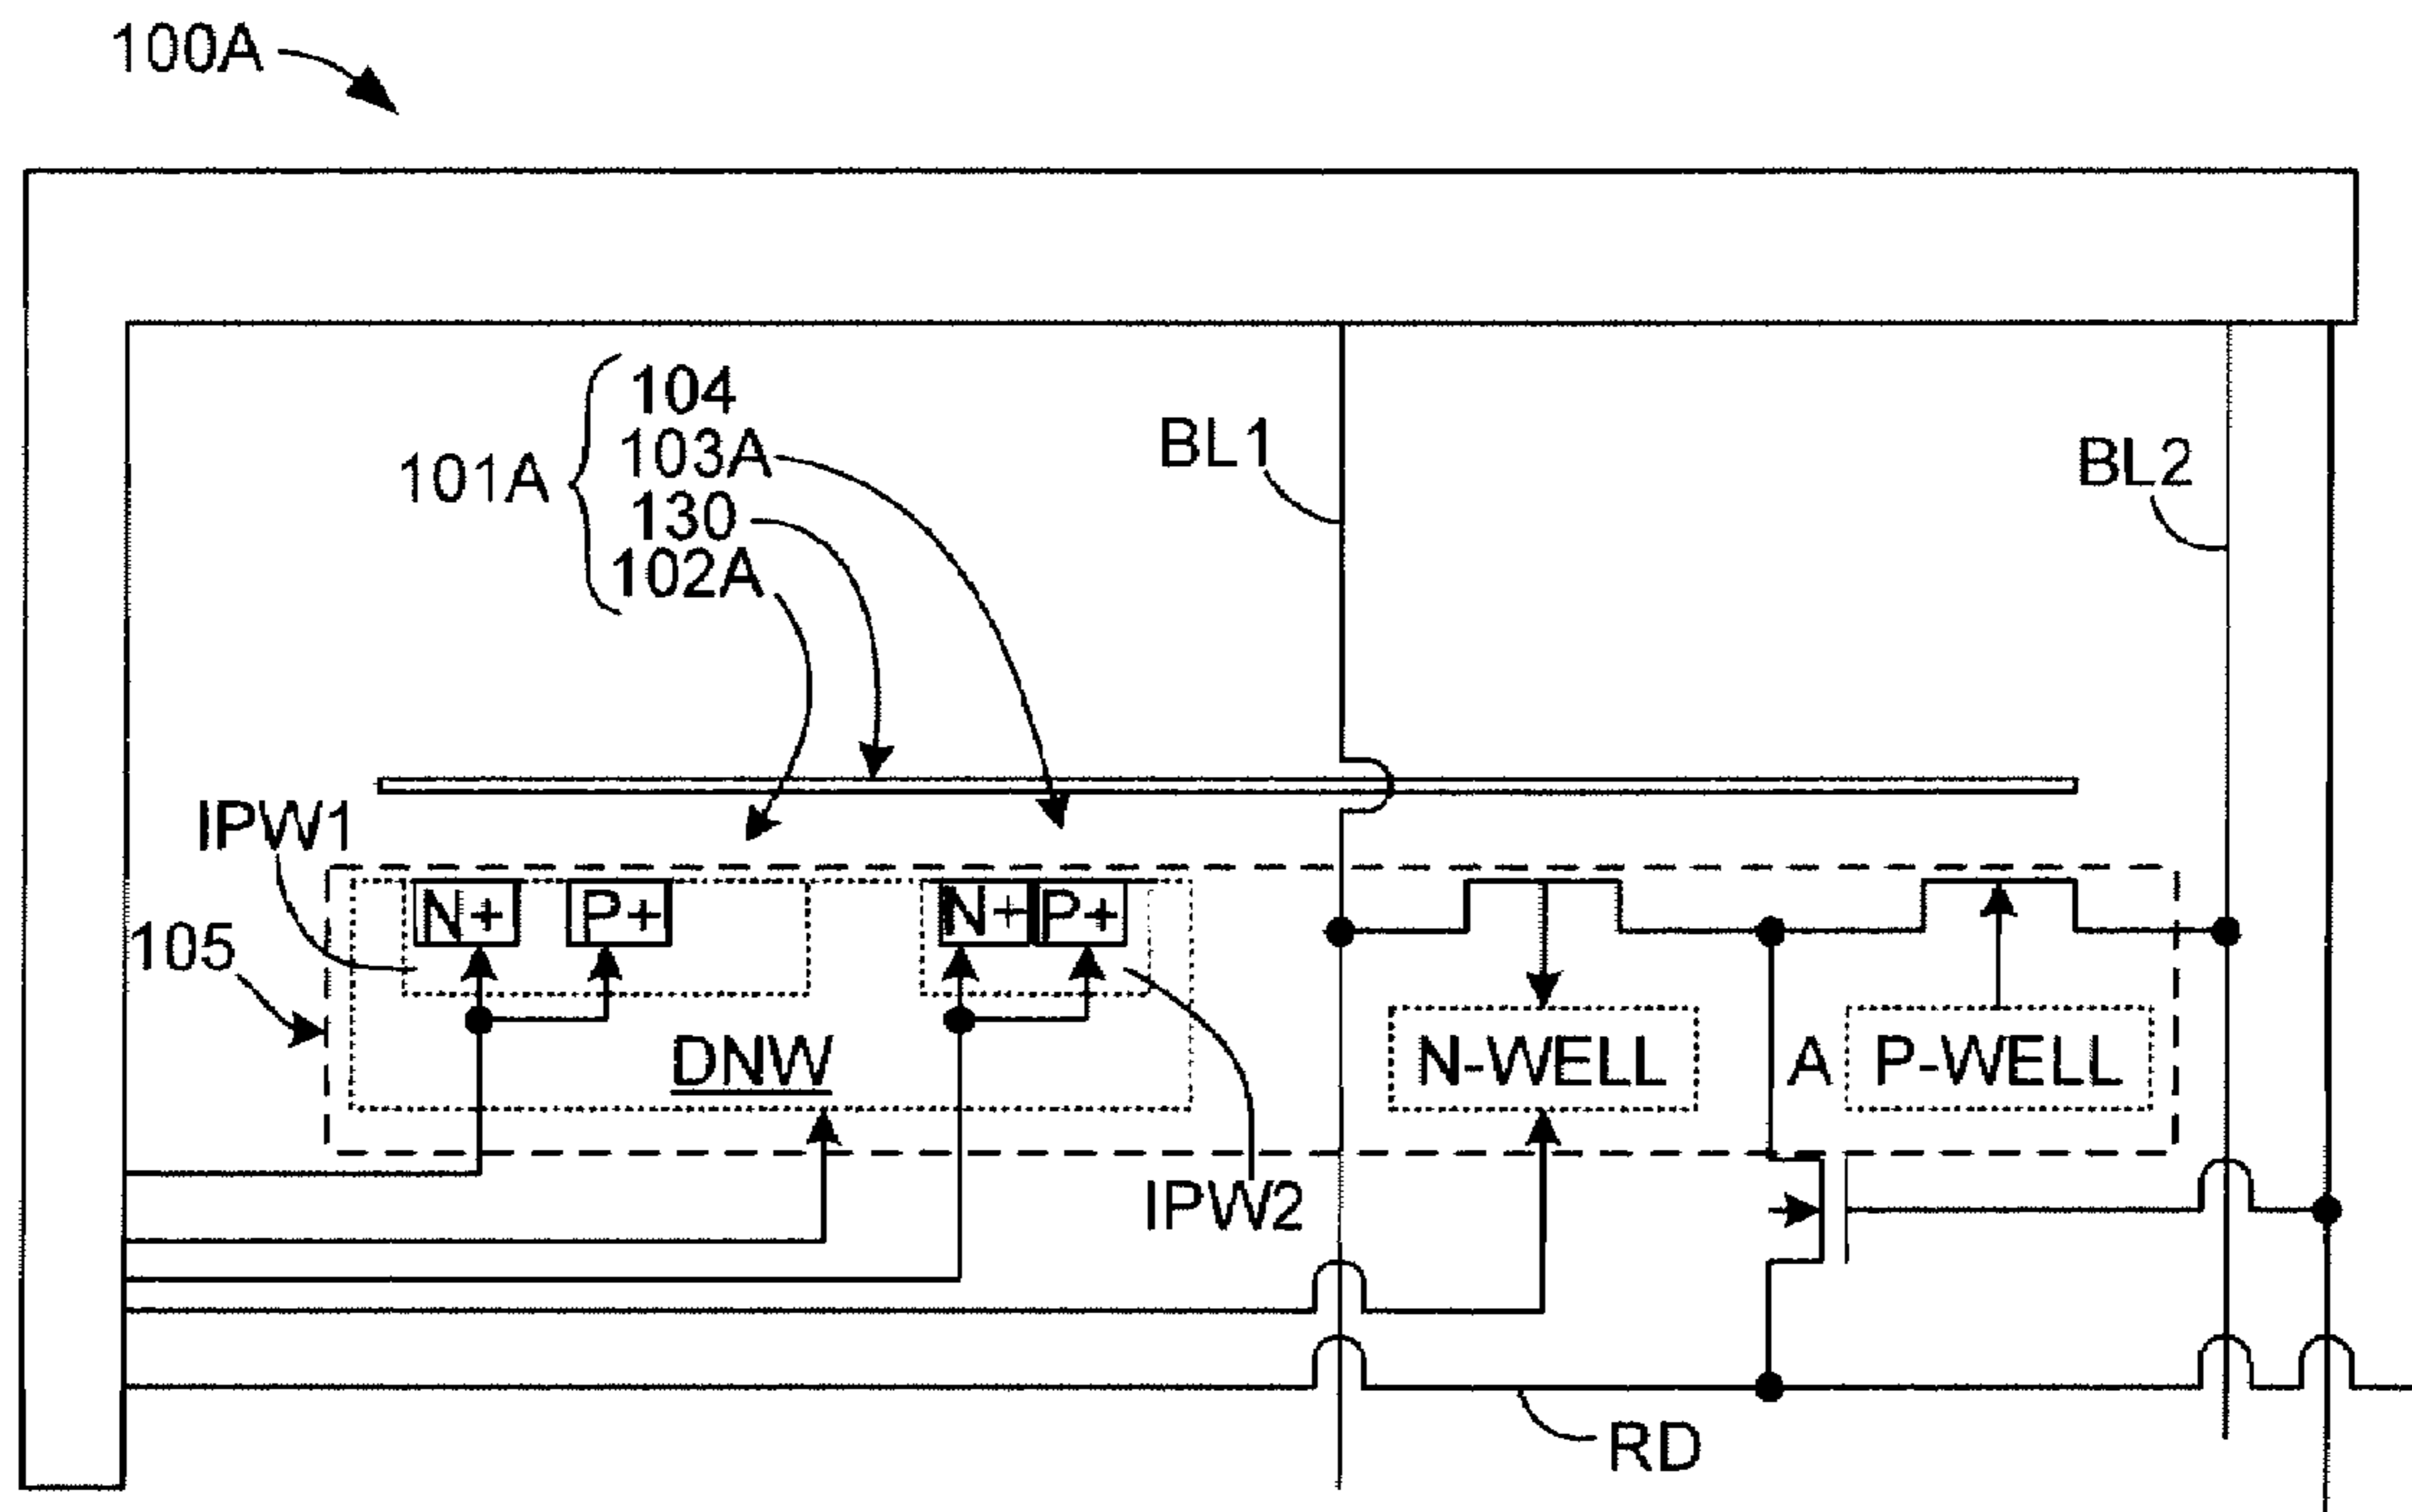 100A
104
103A
101A
130
102A
BL1
BL2
IPW1
N+
P+
N+
P+
105
DNW
N-WELL
A
P-WELL
IPW2
RD